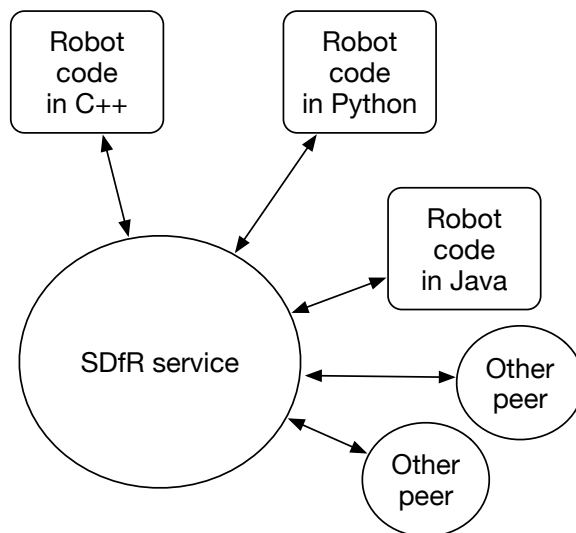 Robot
code
in C++
Robot
code
in Python
Robot
code
in Java
SDfR service
Other
peer
Other
peer